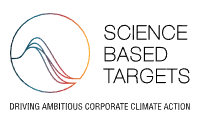 SCIENCE
BASED
TARGETS
DRIVING AMBITIOUS CORPORATE CLIMATE ACTION